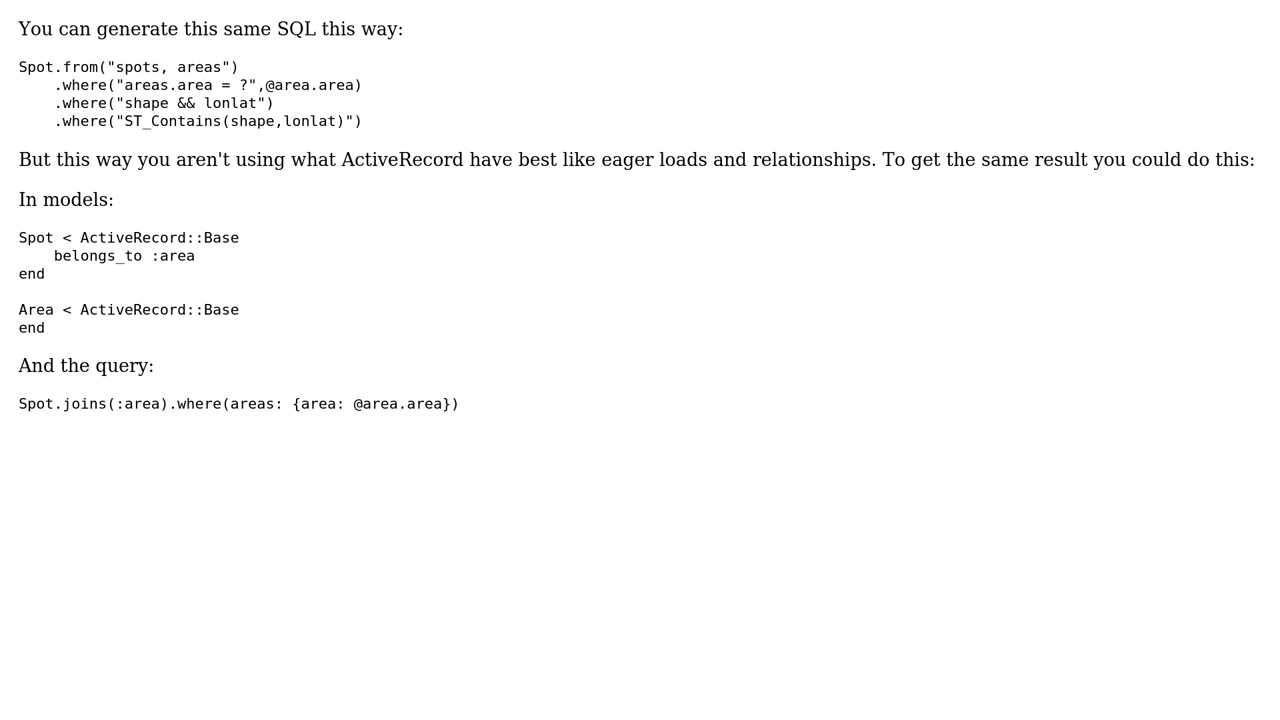 You can generate this same SQL this way:
Spot.from("spots, areas")
    .where("areas.area = ?",@area.area)
    .where("shape && lonlat")
    .where("ST_Contains(shape,lonlat)")
But this way you aren't using what ActiveRecord have best like eager loads and relationships. To get the same result you could do this:
In models:
Spot < ActiveRecord::Base
    belongs_to :area
end
Area < ActiveRecord::Base
end
And the query:
Spot.joins(:area).where(areas: {area: @area.area})